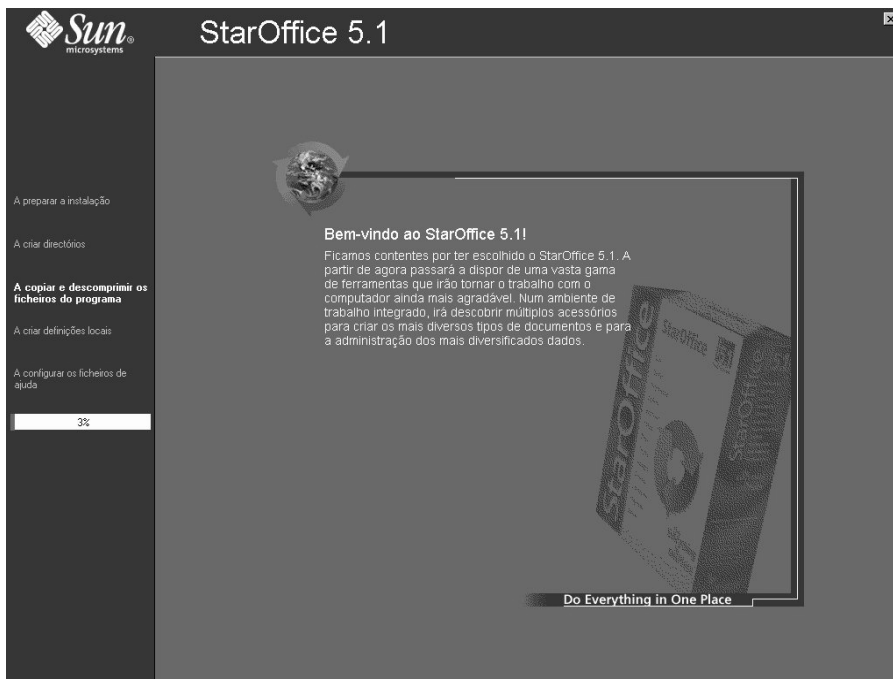 Sun®
microsystems
StarOffice 5.1
A preparar a instalação
A criar directórios
A copiar e descomprimir os
ficheiros do programa
A criar definições locais
A configurar os ficheiros de
ajuda
3%
Bem-vindo ao StarOffice 5.1!
Ficamos contentes por ter escolhido o StarOffice 5.1. A
partir de agora passará a dispor de uma vasta gama
de ferramentas que irão tornar o trabalho com o
computador ainda mais agradável. Num ambiente de
trabalho integrado, irá descobrir múltiplos acessórios
para criar os mais diversos tipos de documentos e para
a administração dos mais diversificados dados.
StarOffice
StarOffice
StarOffice
Do Everything in One Place